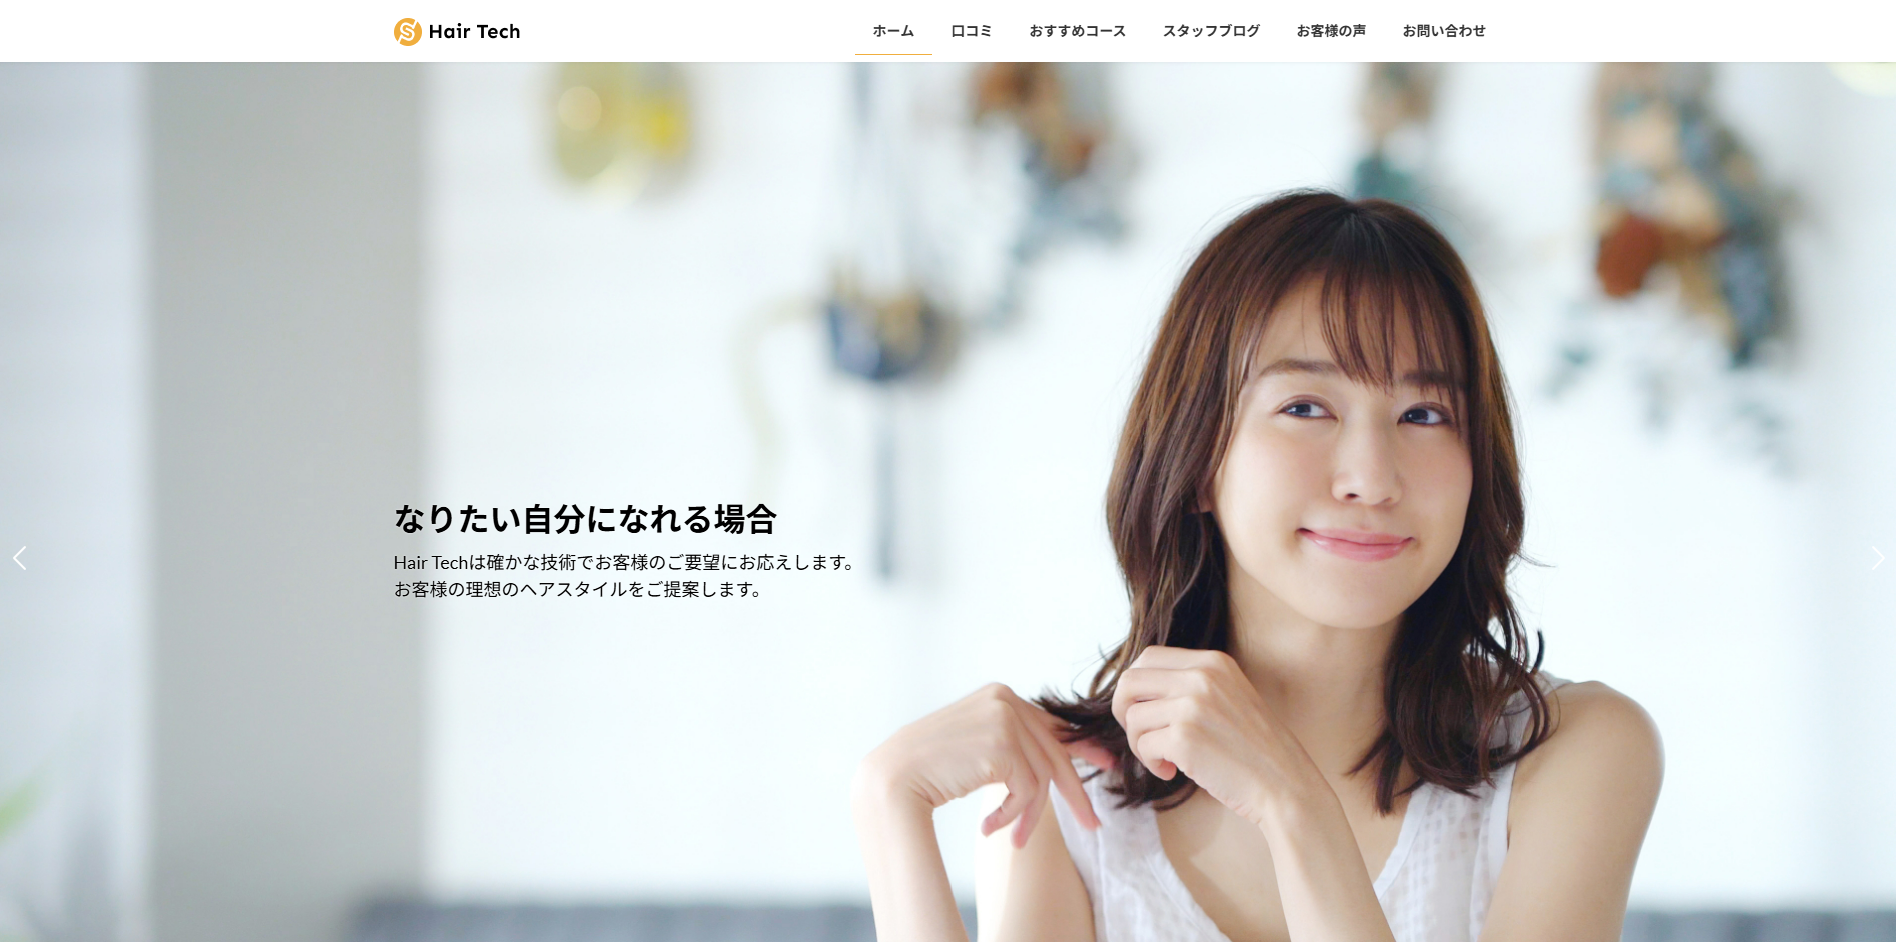 Hair Tech
ホーム 口コミ おすすめコース スタッフブログ お客様の声 お問い合わせ
なりたい自分になれる場合
Hair Techは確かな技術でお客様のご要望にお応えします。
お客様の理想のヘアスタイルをご提案します。